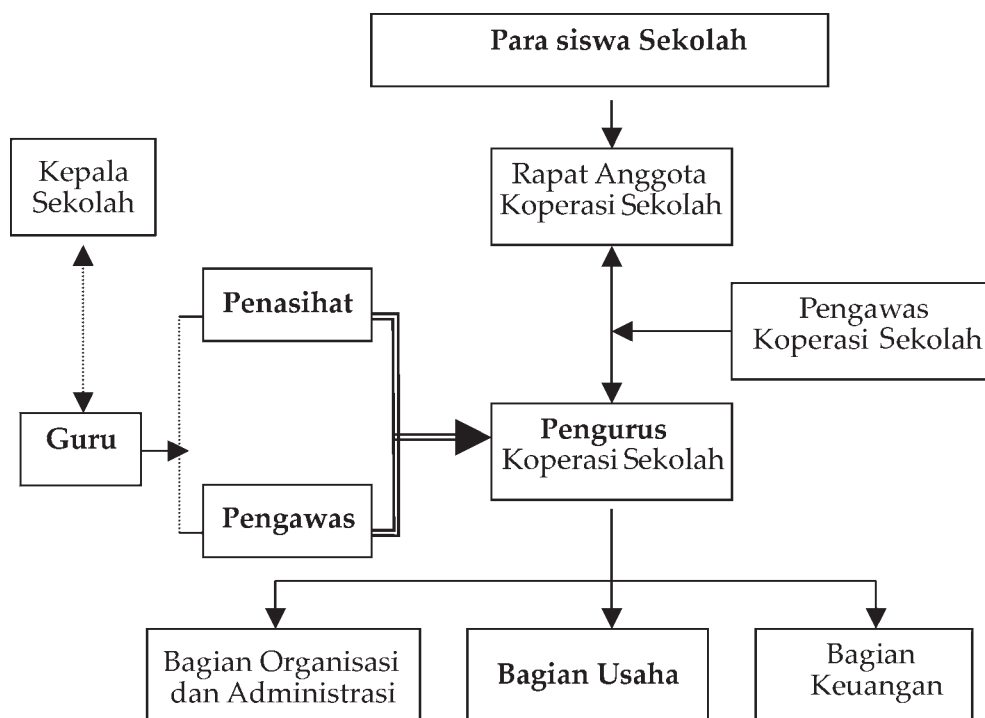 Para siswa Sekolah
Kepala
Sekolah
Rapat Anggota
Koperasi Sekolah
Penasihat
Pengawas
Koperasi Sekolah
Guru
Pengurus
Koperasi Sekolah
Pengawas
Bagian Organisasi
dan Administrasi
Bagian Usaha
Bagian
Keuangan